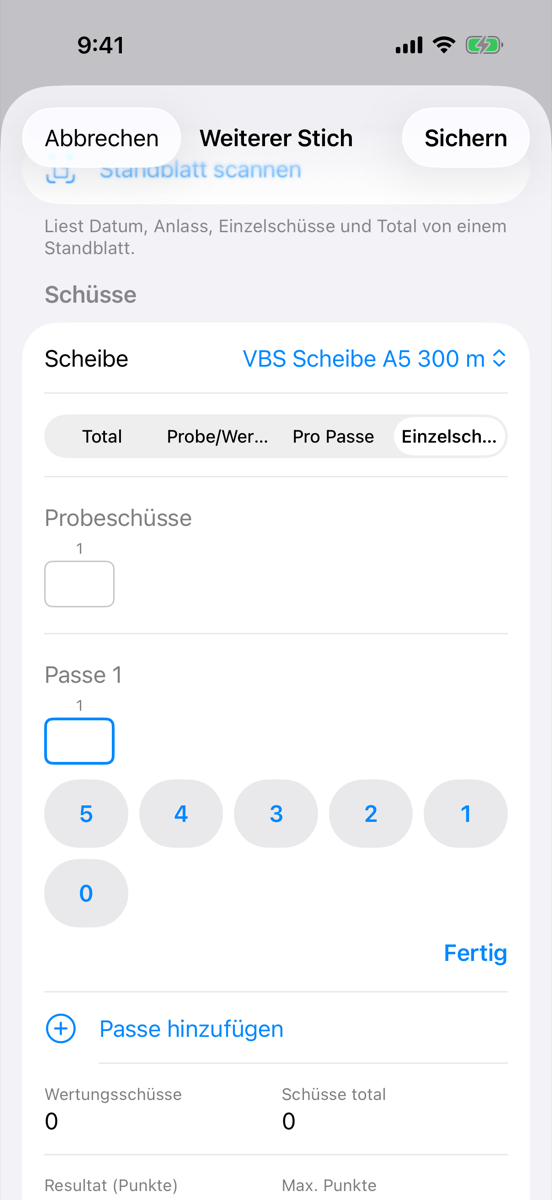 9:41
Abbrechen
Weiterer Stich
Sichern
Standblatt scannen
Liest Datum, Anlass, Einzelschüsse und Total von einem
Standblatt.
Schüsse
Scheibe
VBS Scheibe A5 300 m
Total
Probe/Wer...
Pro Passe
Einzelsch...
Probeschüsse
1
Passe 1
1
5
4
3
2
1
0
Fertig
Passe hinzufügen
Wertungsschüsse
Schüsse total
0
0
Resultat (Punkte)
Max. Punkte